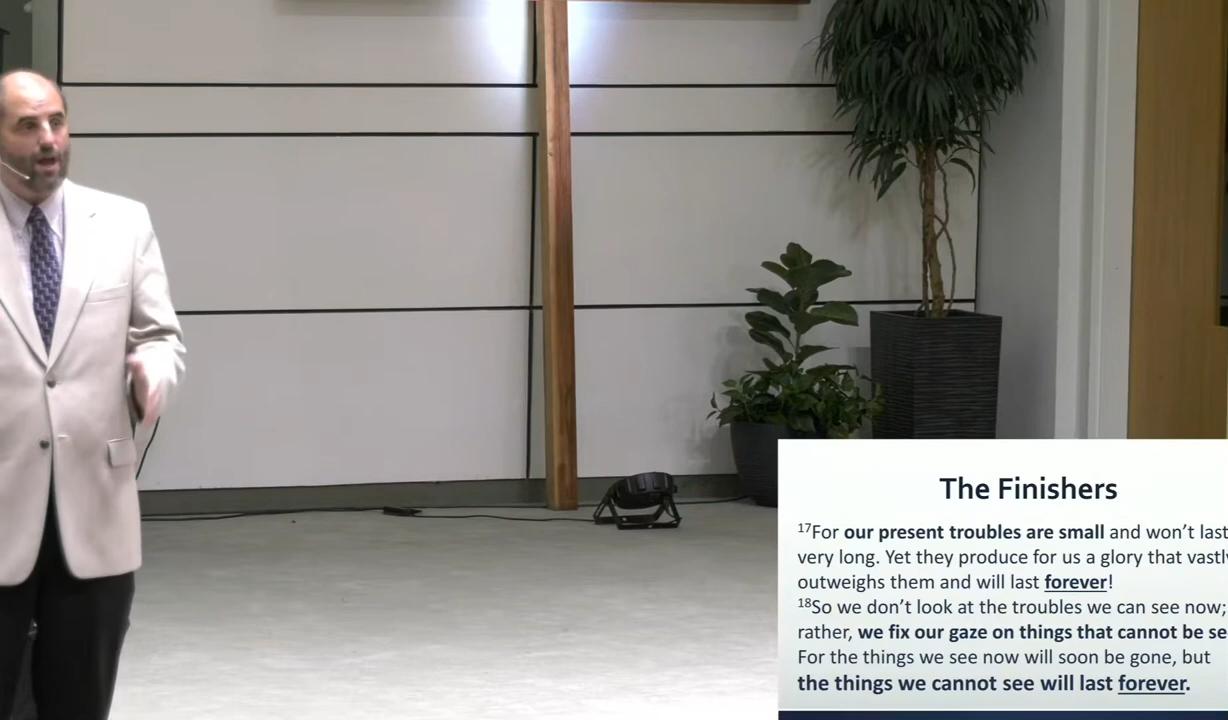 The Finishers
17For our present troubles are small and won't last
very long. Yet they produce for us a glory that vastly
outweighs them and will last forever!
18So we don't look at the troubles we can see now;
rather, we fix our gaze on things that cannot be
For the things we see now will soon be gone, but
the things we cannot see will last forever.